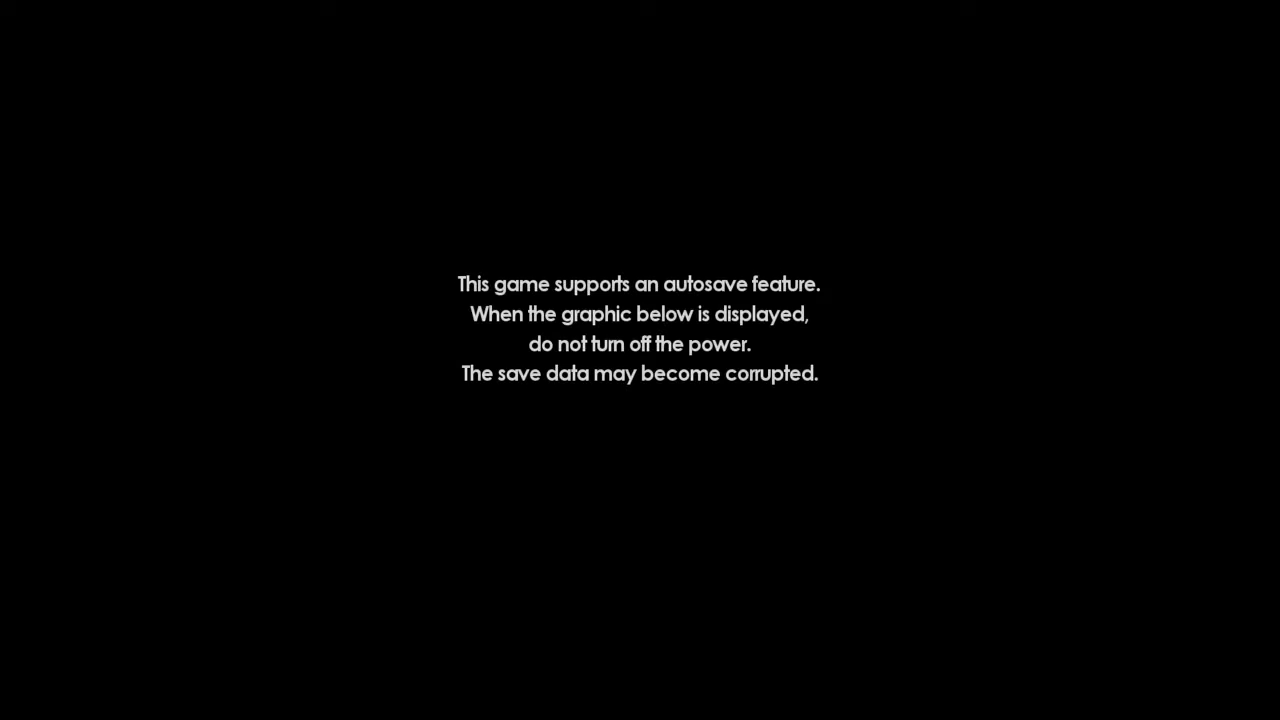 This game supports an autosave feature.
When the graphic below is displayed,
do not turn off the power.
The save data may become corrupted.